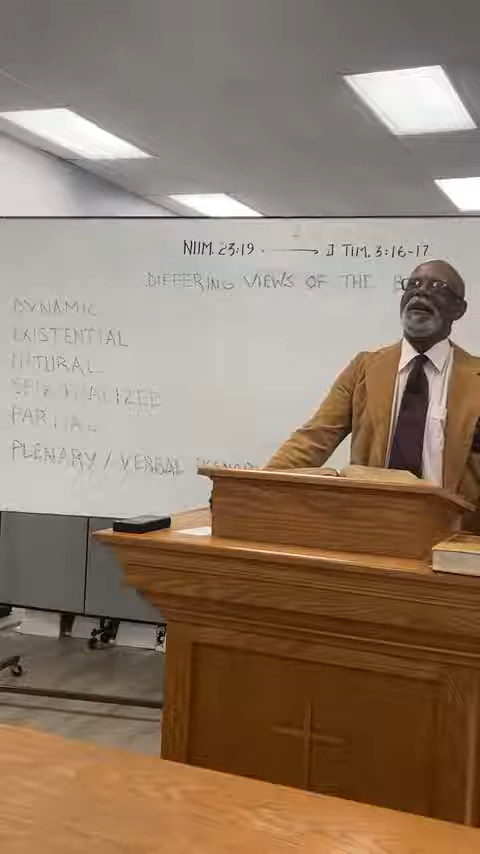 NUM. 23:19 → II TIM. 3:16-17
DIFFERING VIEWS OF THE
DYNAMIC
EXISTENTIAL
NATURAL
SPIRITUALIZED
PARTIAL
PLENARY / VERBAL